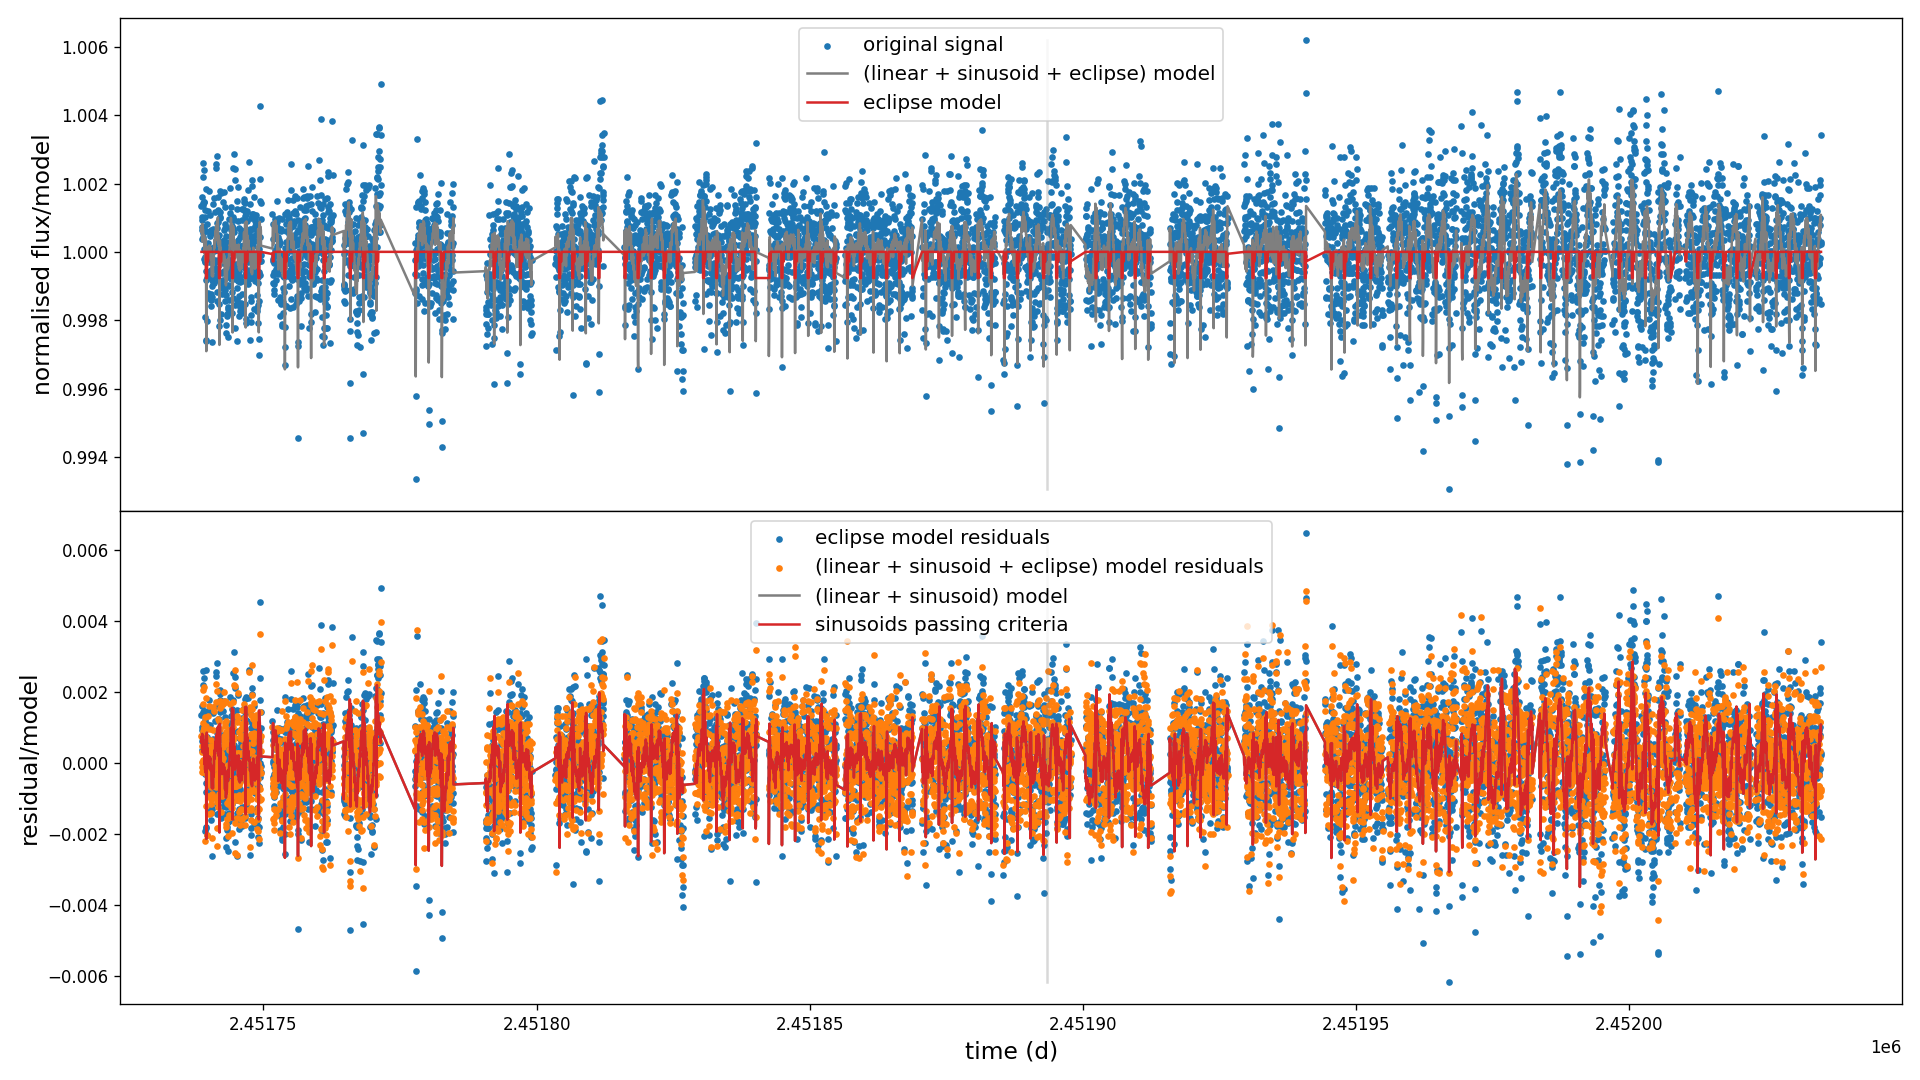 original signal
(linear + sinusoid + eclipse) model
eclipse model
normalised flux/model
1.006
1.004
1.002
1.000
0.998
0.996
0.994
eclipse model residuals
(linear + sinusoid + eclipse) model residuals
(linear + sinusoid) model
sinusoids passing criteria
residual/model
0.006
0.004
0.002
0.000
−0.002
−0.004
−0.006
2.45175 2.45180 2.45185 2.45190 2.45195 2.45200
time (d)
1e6